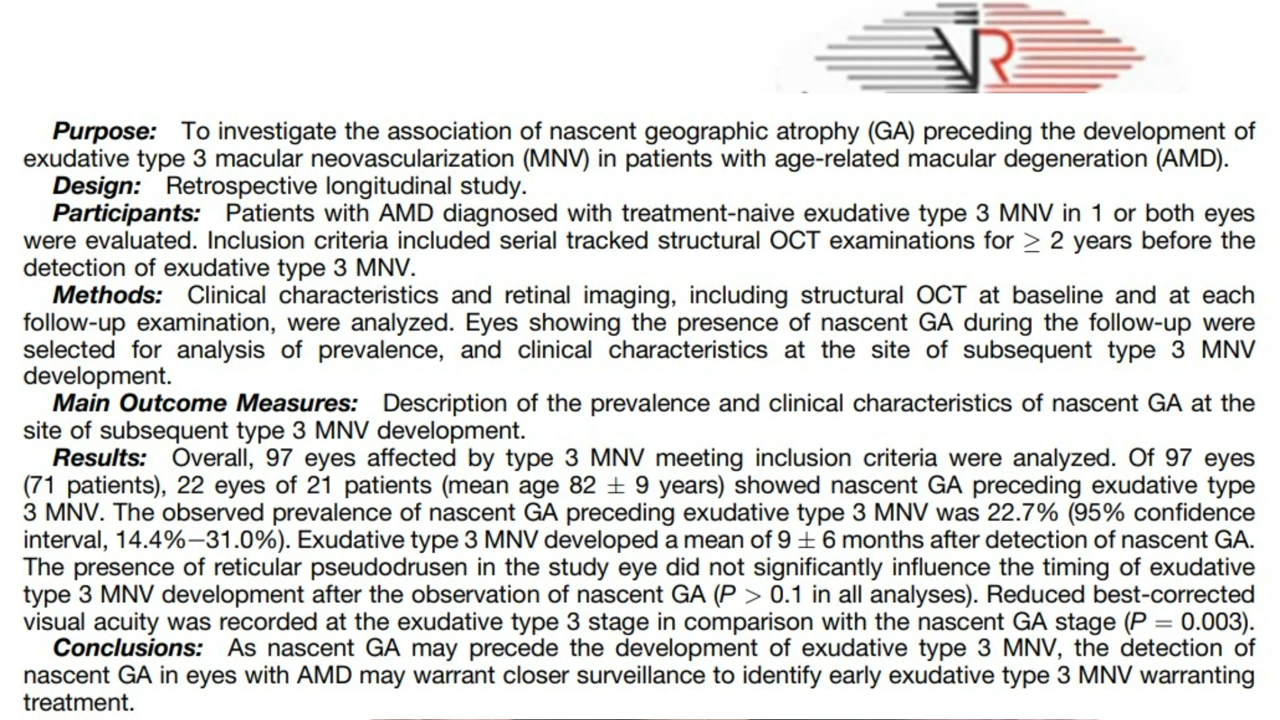 VR
Purpose: To investigate the association of nascent geographic atrophy (GA) preceding the development of
exudative type 3 macular neovascularization (MNV) in patients with age-related macular degeneration (AMD).
Design: Retrospective longitudinal study.
Participants: Patients with AMD diagnosed with treatment-naive exudative type 3 MNV in 1 or both eyes
were evaluated. Inclusion criteria included serial tracked structural OCT examinations for ≥ 2 years before the
detection of exudative type 3 MNV.
Methods: Clinical characteristics and retinal imaging, including structural OCT at baseline and at each
follow-up examination, were analyzed. Eyes showing the presence of nascent GA during the follow-up were
selected for analysis of prevalence, and clinical characteristics at the site of subsequent type 3 MNV
development.
Main Outcome Measures: Description of the prevalence and clinical characteristics of nascent GA at the
site of subsequent type 3 MNV development.
Results: Overall, 97 eyes affected by type 3 MNV meeting inclusion criteria were analyzed. Of 97 eyes
(71 patients), 22 eyes of 21 patients (mean age 82 ± 9 years) showed nascent GA preceding exudative type
3 MNV. The observed prevalence of nascent GA preceding exudative type 3 MNV was 22.7% (95% confidence
interval, 14.4%–31.0%). Exudative type 3 MNV developed a mean of 9 ± 6 months after detection of nascent GA.
The presence of reticular pseudodrusen in the study eye did not significantly influence the timing of exudative
type 3 MNV development after the observation of nascent GA (P > 0.1 in all analyses). Reduced best-corrected
visual acuity was recorded at the exudative type 3 stage in comparison with the nascent GA stage (P = 0.003).
Conclusions: As nascent GA may precede the development of exudative type 3 MNV, the detection of
nascent GA in eyes with AMD may warrant closer surveillance to identify early exudative type 3 MNV warranting
treatment.